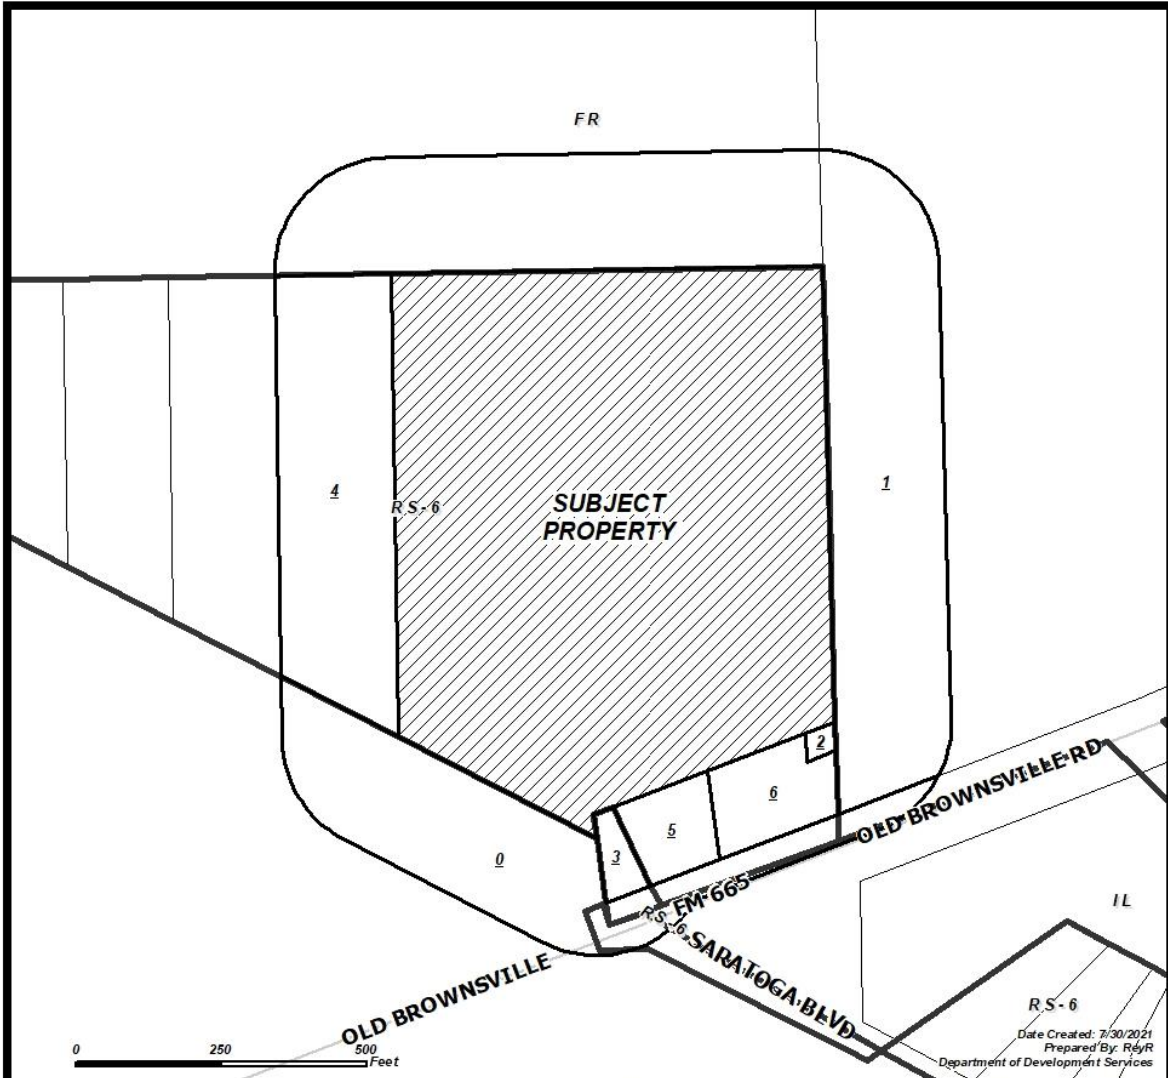 FR
4
RS-6
SUBJECT
PROPERTY
1
2
6
5
3
0
OLD BROWNSVILLE RD
FM 665
RS-6
SARATOGA BLVD
OLD BROWNSVILLE
IL
RS-6
0 250 500
Feet
Date Created: 7/30/2021
Prepared By: ReyR
Department of Development Services